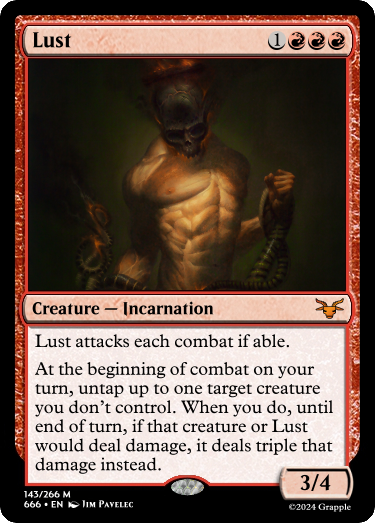 Lust 1
Creature — Incarnation
Lust attacks each combat if able.
At the beginning of combat on your
turn, untap up to one target creature
you don't control. When you do, until
end of turn, if that creature or Lust
would deal damage, it deals triple that
damage instead.
3/4
143/266 M
666 • EN Jim Pavelec
©2024 Grapple